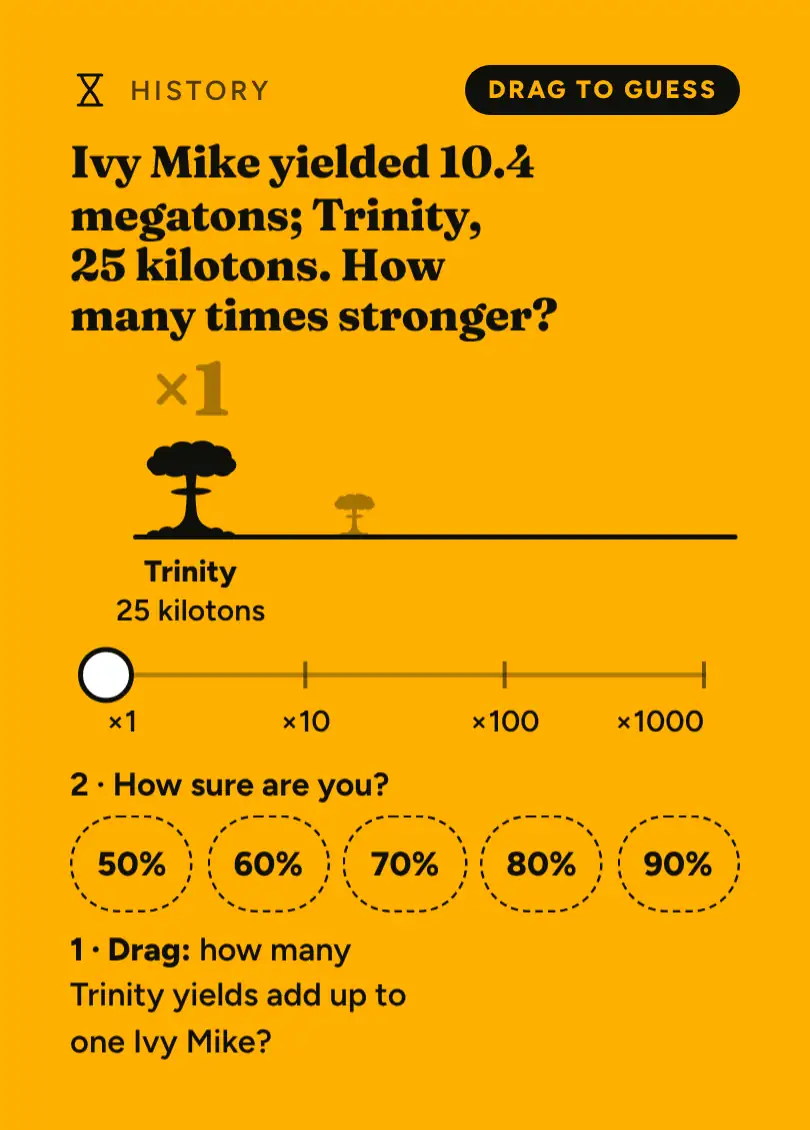 HISTORY
DRAG TO GUESS
Ivy Mike yielded 10.4
megatons; Trinity,
25 kilotons. How
many times stronger?
×1
Trinity
25 kilotons
×1 ×10 ×100 ×1000
2 · How sure are you?
50% 60% 70% 80% 90%
1 · Drag: how many
Trinity yields add up to
one Ivy Mike?